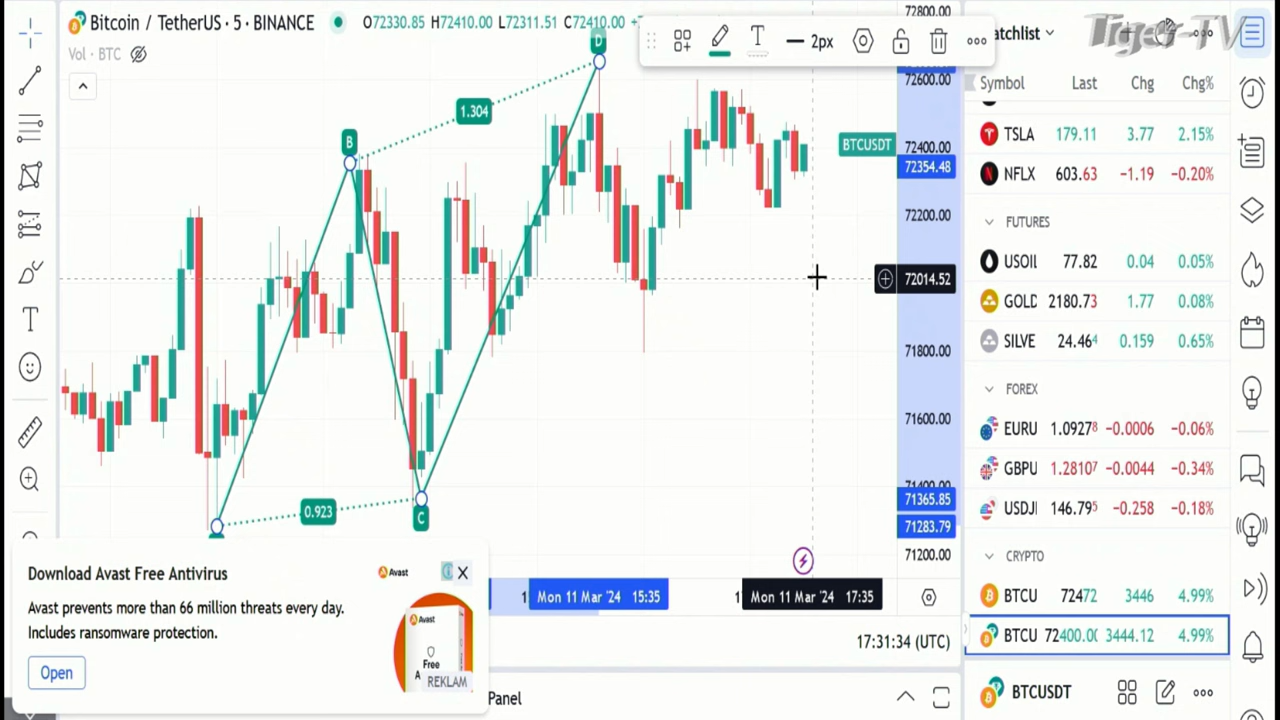 Bitcoin / TetherUS · 5 · BINANCE O72330.85 H72410.00 L72311.51 C72410.00
Vol · BTC
T 2px
Tiger-TV
72800.00
72600.00
72400.00
72354.48
72200.00
72014.52
71800.00
71600.00
71400.00
71365.85
71283.79
71200.00
BTCUSDT
D
1.304
B
0.923
C
Mon 11 Mar '24 15:35
Mon 11 Mar '24 17:35
17:31:34 (UTC)
Panel
Download Avast Free Antivirus
Avast
Avast prevents more than 66 million threats every day.
Includes ransomware protection.
Open
Avast
Free
A
REKLAM
atchlist
Symbol Last Chg Chg%
TSLA 179.11 3.77 2.15%
NFLX 603.63 −1.19 −0.20%
FUTURES
USOIL 77.82 0.04 0.05%
GOLD 2180.73 1.77 0.08%
SILVE 24.464 0.159 0.65%
FOREX
EURU 1.09278 −0.0006 −0.06%
GBPU 1.28107 −0.0044 −0.34%
USDJ 146.795 −0.258 −0.18%
CRYPTO
BTCU 72472 3446 4.99%
BTCU 72400.00 3444.12 4.99%
BTCUSDT